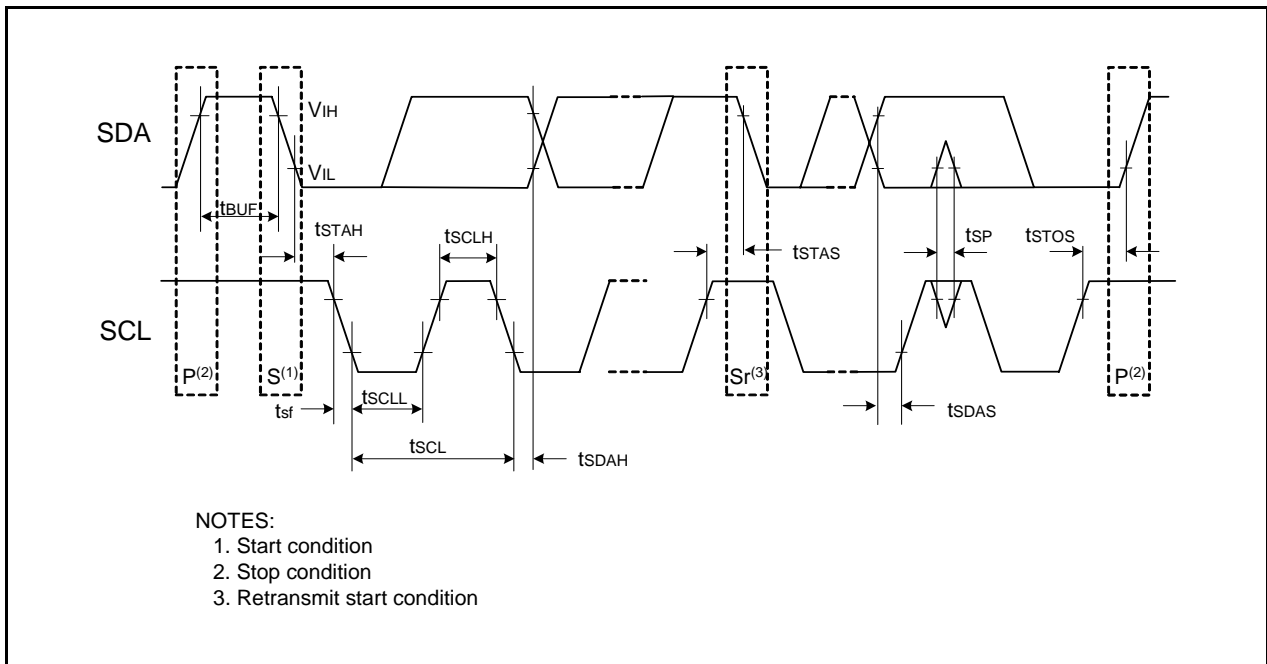 SDA
VIH
VIL
tBUF
tSTAH
tSCLH
tSTAS
tSP
tSTOS
SCL
P(2)
S(1)
Sr(3)
P(2)
tsf
tSCLL
tSCL
tSDAH
tSDAS
NOTES:
1. Start condition
2. Stop condition
3. Retransmit start condition